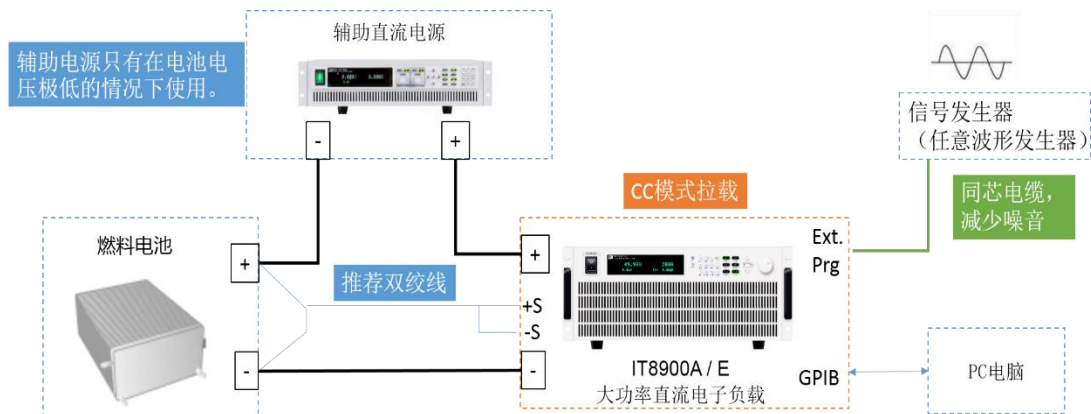 辅助直流电源
辅助电源只有在电池电
压极低的情况下使用。
-
+
信号发生器
（任意波形发生器）
同芯电缆，
减少噪音
CC模式拉载
燃料电池
+
推荐双绞线
+
Ext.
Prg
+S
-S
-
-
IT8900A / E
大功率直流电子负载
GPIB
PC电脑